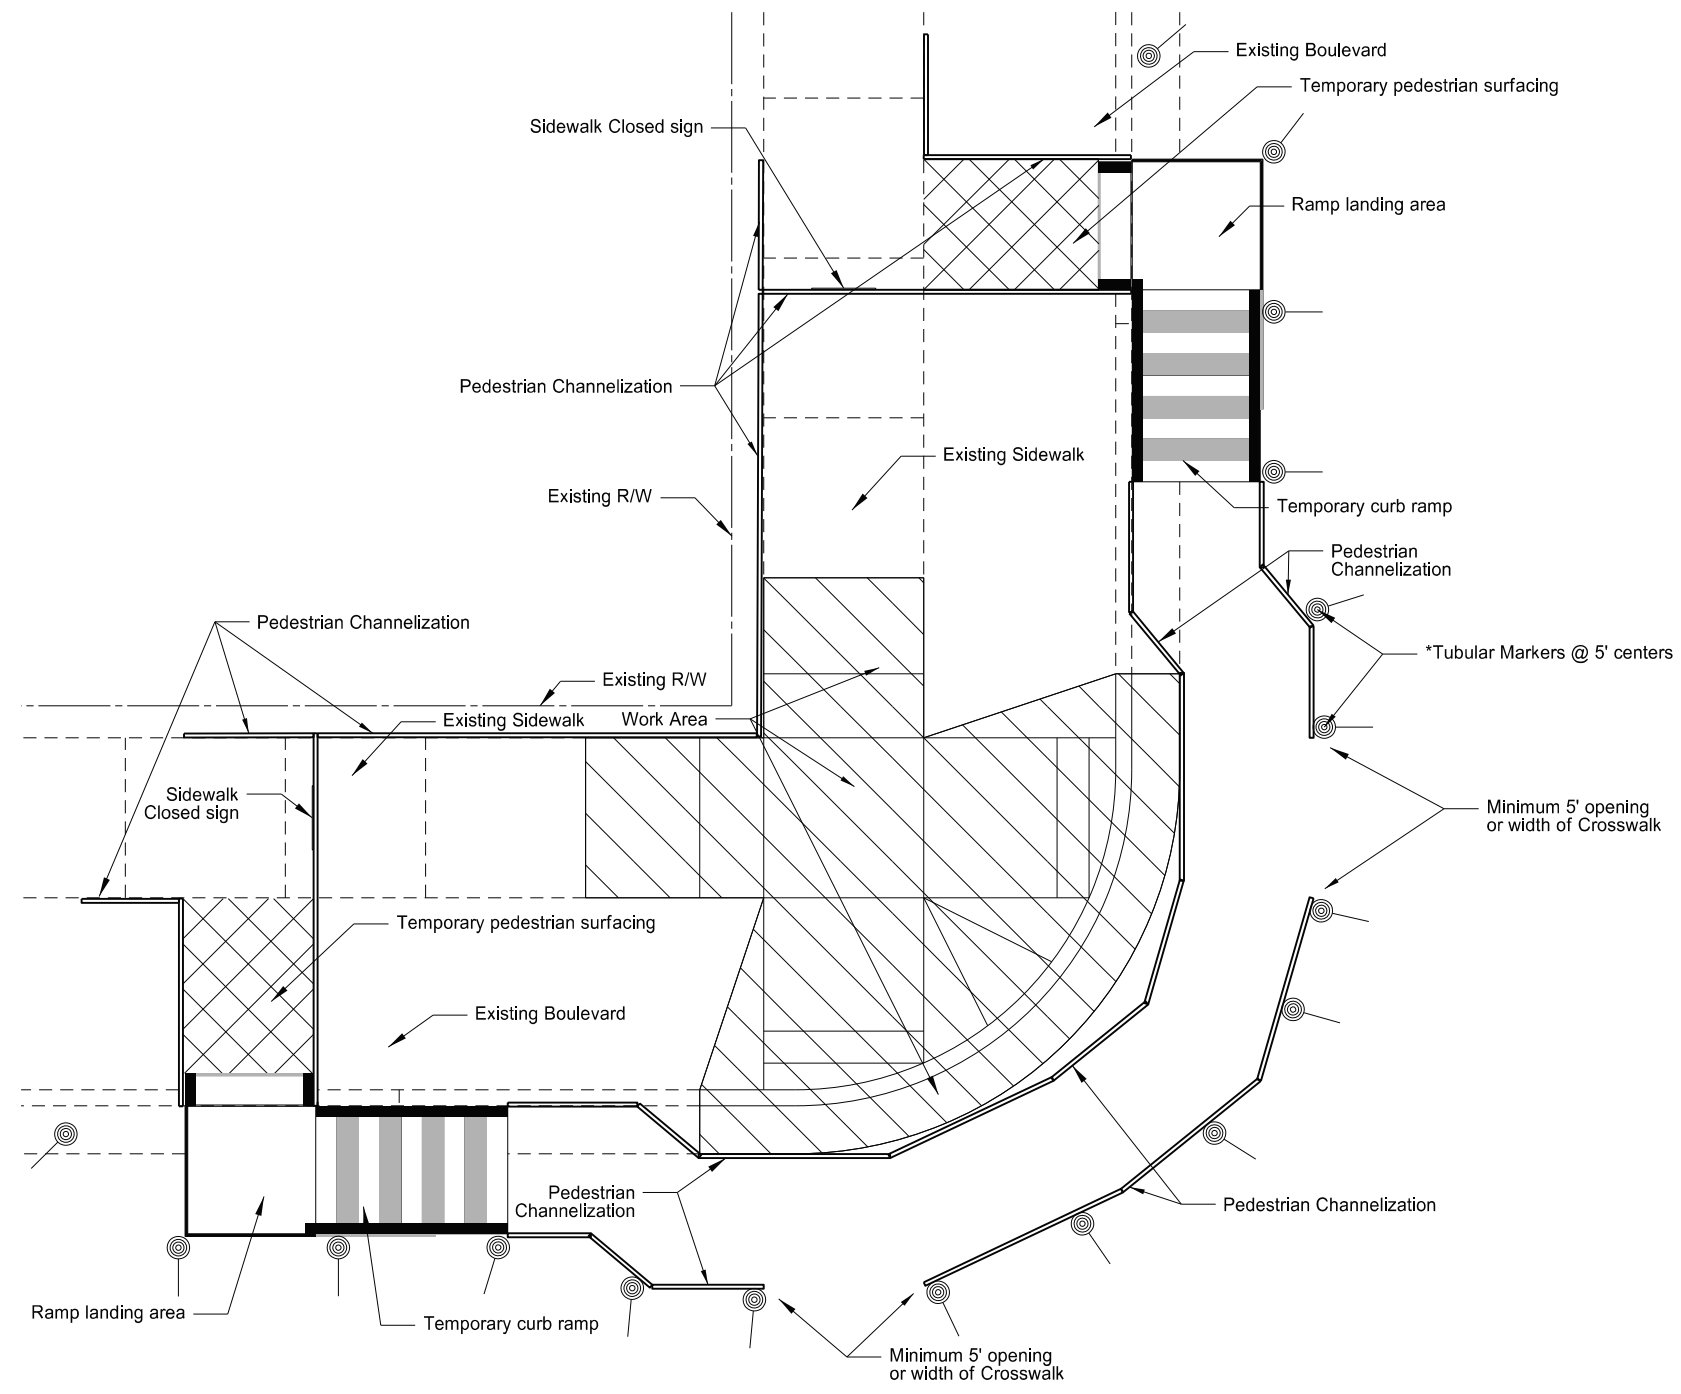 Existing Boulevard
Temporary pedestrian surfacing
Sidewalk Closed sign
Ramp landing area
Pedestrian Channelization
Existing Sidewalk
Existing R/W
Temporary curb ramp
Pedestrian
Channelization
Pedestrian Channelization
*Tubular Markers @ 5' centers
Existing R/W
Existing Sidewalk
Work Area
Sidewalk
Closed sign
Minimum 5' opening
or width of Crosswalk
Temporary pedestrian surfacing
Existing Boulevard
Pedestrian
Channelization
Pedestrian Channelization
Ramp landing area
Temporary curb ramp
Minimum 5' opening
or width of Crosswalk